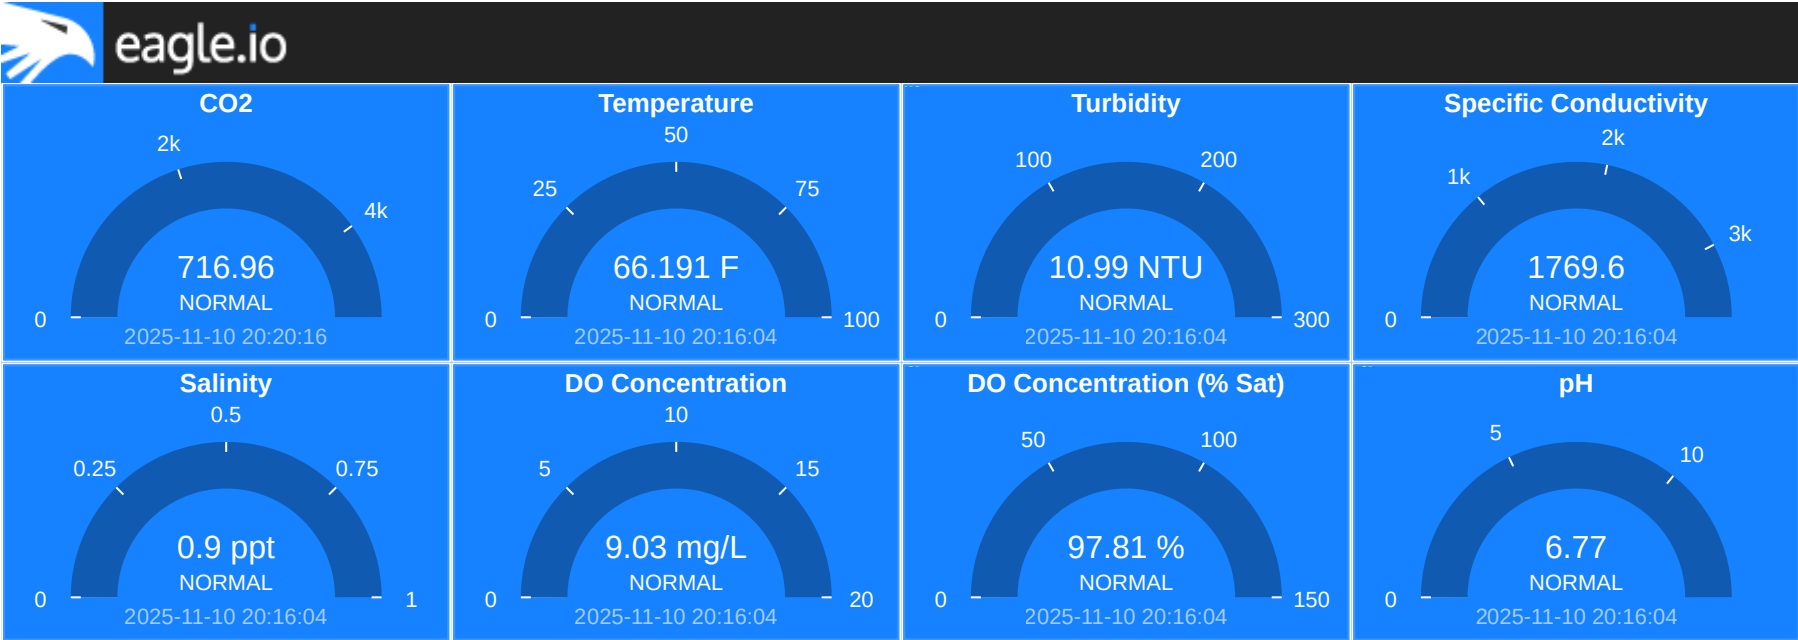 eagle.io
CO2
2k
4k
716.96
NORMAL
0
2025-11-10 20:20:16
Temperature
50
25
75
66.191 F
NORMAL
0
100
2025-11-10 20:16:04
Turbidity
100
200
10.99 NTU
NORMAL
0
300
2025-11-10 20:16:04
Specific Conductivity
2k
1k
3k
1769.6
NORMAL
0
2025-11-10 20:16:04
Salinity
0.5
0.25
0.75
0.9 ppt
NORMAL
0
1
2025-11-10 20:16:04
DO Concentration
10
5
15
9.03 mg/L
NORMAL
0
20
2025-11-10 20:16:04
DO Concentration (% Sat)
50
100
97.81 %
NORMAL
0
150
2025-11-10 20:16:04
pH
5
10
6.77
NORMAL
0
2025-11-10 20:16:04